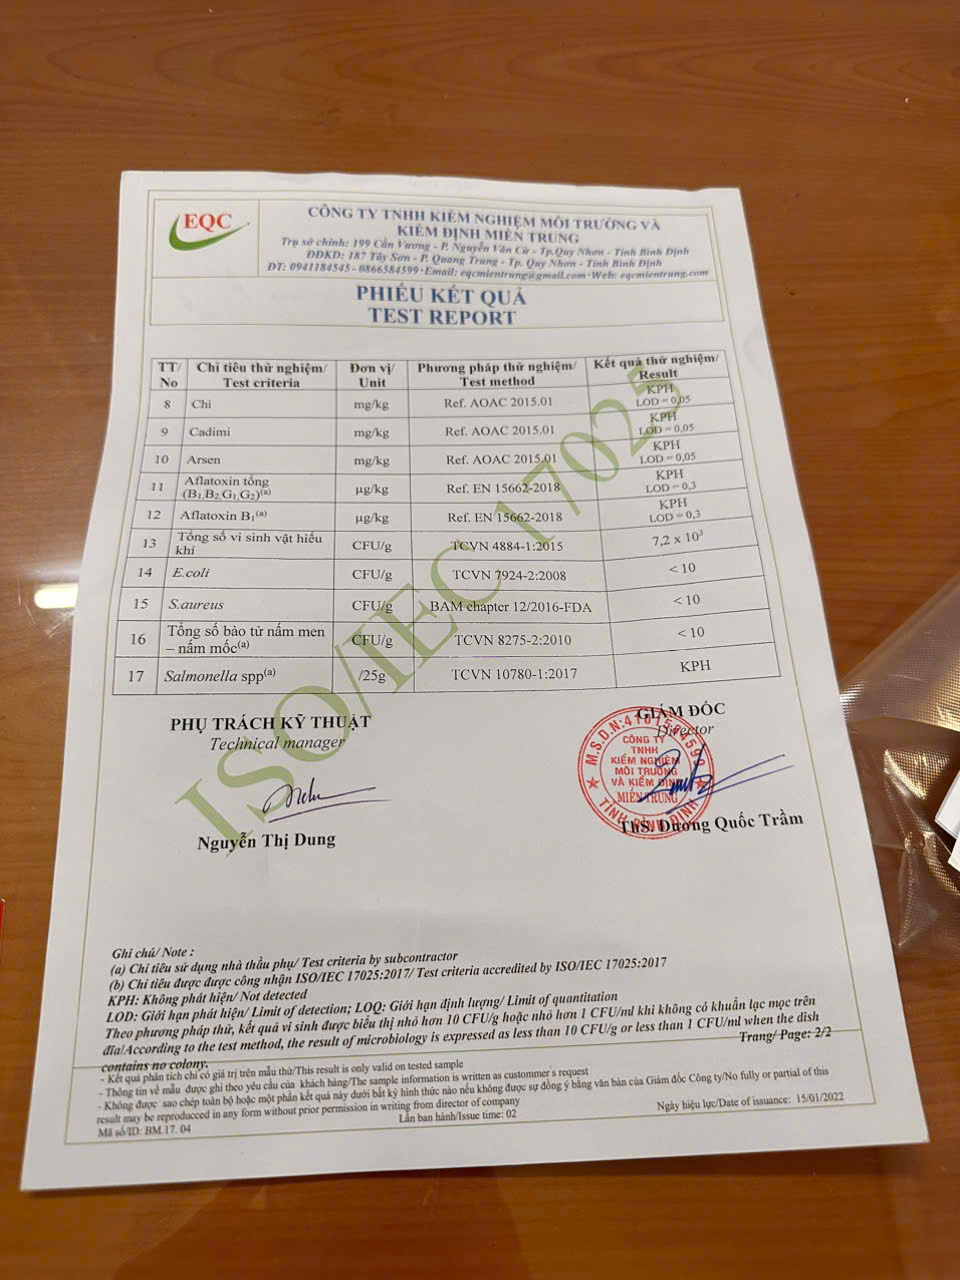 EQC
CÔNG TY TNHH KIỂM NGHIỆM MÔI TRƯỜNG VÀ
KIỂM ĐỊNH MIỀN TRUNG
Trụ sở chính: 199 Cần Vương - P. Nguyễn Văn Cừ - Tp.Quy Nhơn - Tỉnh Bình Định
ĐĐKD: 187 Tây Sơn - P. Quang Trung - Tp. Quy Nhơn - Tỉnh Bình Định
ĐT: 0941184545 - 0866584599 · Email: eqcmientrung@gmail.com · Web: eqcmientrung.com
PHIẾU KẾT QUẢ
TEST REPORT
TT/ No Chỉ tiêu thử nghiệm/ Test criteria Đơn vị/ Unit Phương pháp thử nghiệm/ Test method Kết quả thử nghiệm/ Result
8 Chì mg/kg Ref. AOAC 2015.01 KPH LOD = 0,05
9 Cadimi mg/kg Ref. AOAC 2015.01 KPH LOD = 0,05
10 Arsen mg/kg Ref. AOAC 2015.01 KPH LOD = 0,05
11 Aflatoxin tổng (B1,B2,G1,G2)(a) µg/kg Ref. EN 15662-2018 KPH LOD = 0,3
12 Aflatoxin B1(a) µg/kg Ref. EN 15662-2018 KPH LOD = 0,3
13 Tổng số vi sinh vật hiếu khí CFU/g TCVN 4884-1:2015 7,2 x 10³
14 E.coli CFU/g TCVN 7924-2:2008 < 10
15 S.aureus CFU/g BAM chapter 12/2016-FDA < 10
16 Tổng số bào tử nấm men – nấm mốc(a) CFU/g TCVN 8275-2:2010 < 10
17 Salmonella spp(a) /25g TCVN 10780-1:2017 KPH
ISO/IEC 17025
PHỤ TRÁCH KỸ THUẬT
Technical manager
Nguyễn Thị Dung
GIÁM ĐỐC
Director
M.S.D.N:4101584599
CÔNG TY
TNHH
KIỂM NGHIỆM
MÔI TRƯỜNG
VÀ KIỂM ĐỊNH
MIỀN TRUNG
TỈNH BÌNH ĐỊNH
ThS. Dương Quốc Trầm
Ghi chú/ Note :
(a) Chỉ tiêu sử dụng nhà thầu phụ/ Test criteria by subcontractor
(b) Chỉ tiêu được được công nhận ISO/IEC 17025:2017/ Test criteria accredited by ISO/IEC 17025:2017
KPH: Không phát hiện/ Not detected
LOD: Giới hạn phát hiện/ Limit of detection; LOQ: Giới hạn định lượng/ Limit of quantitation
Theo phương pháp thử, kết quả vi sinh được biểu thị nhỏ hơn 10 CFU/g hoặc nhỏ hơn 1 CFU/ml khi không có khuẩn lạc mọc trên
đĩa/According to the test method, the result of microbiology is expressed as less than 10 CFU/g or less than 1 CFU/ml when the dish
contains no colony.
Trang/ Page: 2/2
- Kết quả phân tích chỉ có giá trị trên mẫu thử/This result is only valid on tested sample
- Thông tin về mẫu được ghi theo yêu cầu của khách hàng/The sample information is written as custommer's request
- Không được sao chép toàn bộ hoặc một phần kết quả này dưới bất kỳ hình thức nào nếu không được sự đồng ý bằng văn bản của Giám đốc Công ty/No fully or partial of this
result may be reproduced in any form without prior permission in writing from director of company
Mã số/ID: BM.17. 04
Lần ban hành/Issue time: 02
Ngày hiệu lực/Date of issuance: 15/01/2022